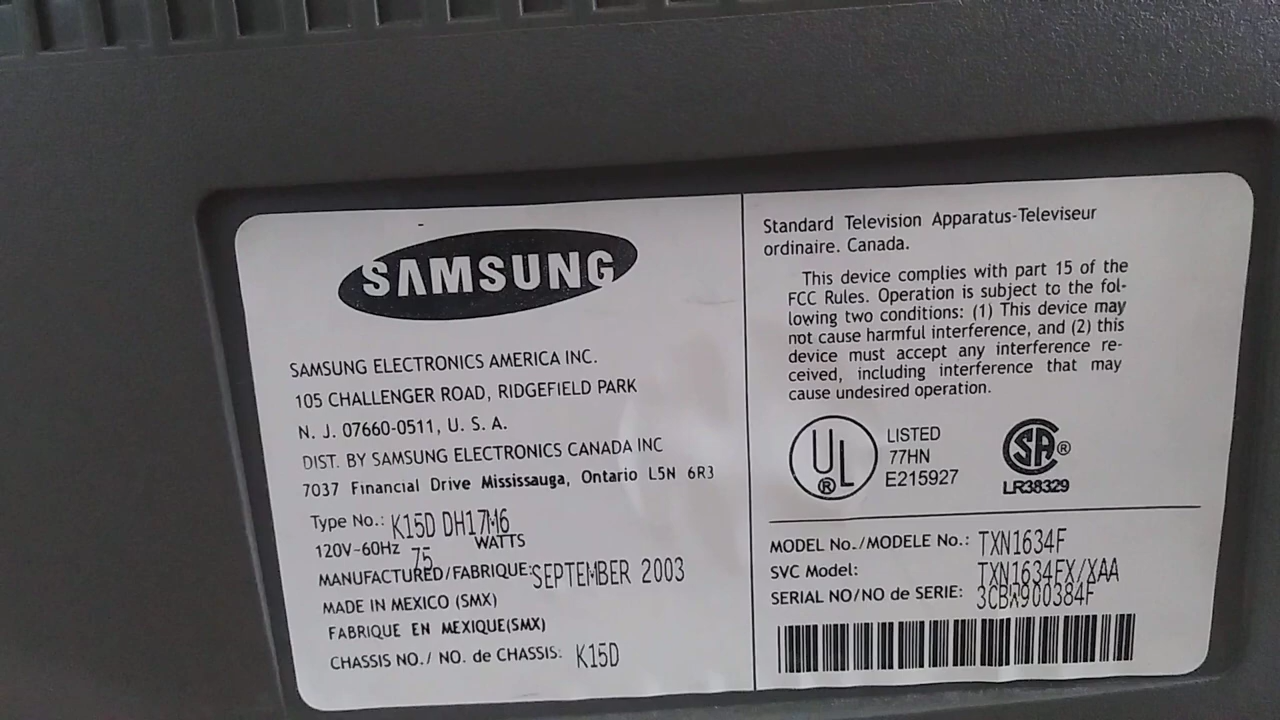 SAMSUNG
SAMSUNG ELECTRONICS AMERICA INC.
105 CHALLENGER ROAD, RIDGEFIELD PARK
N. J. 07660-0511, U. S. A.
DIST. BY SAMSUNG ELECTRONICS CANADA INC
7037 Financial Drive Mississauga, Ontario L5N 6R3
Type No.: K15D DH17M6
120V~60Hz 75 WATTS
MANUFACTURED/FABRIQUE: SEPTEMBER 2003
MADE IN MEXICO (SMX)
FABRIQUE EN MEXIQUE(SMX)
CHASSIS NO./ NO. de CHASSIS: K15D
Standard Television Apparatus-Televiseur
ordinaire. Canada.
This device complies with part 15 of the
FCC Rules. Operation is subject to the fol-
lowing two conditions: (1) This device may
not cause harmful interference, and (2) this
device must accept any interference re-
ceived, including interference that may
cause undesired operation.
UL ®
LISTED
77HN
E215927
SA ®
LR38329
MODEL No./MODELE No.: TXN1634F
SVC Model: TXN1634FX/XAA
SERIAL NO/NO de SERIE: 3CBW900384F